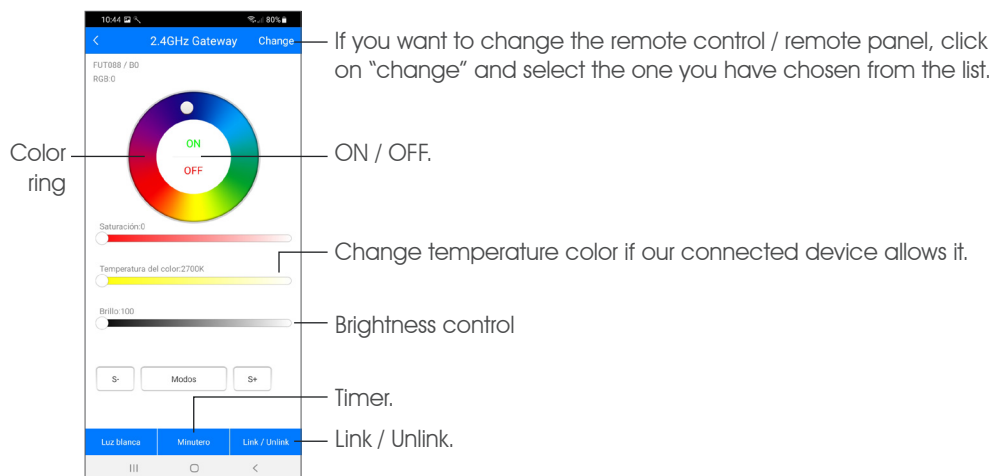 10:44 80%
2.4GHz Gateway Change
If you want to change the remote control / remote panel, click
on “change” and select the one you have chosen from the list.
FUT088 / B0
RGB:0
Color
ring
ON
OFF
ON / OFF.
Saturación:0
Change temperature color if our connected device allows it.
Temperatura del color:2700K
Brillo:100
Brightness control
S- Modos S+
Timer.
Luz blanca Minutero Link / Unlink
Link / Unlink.